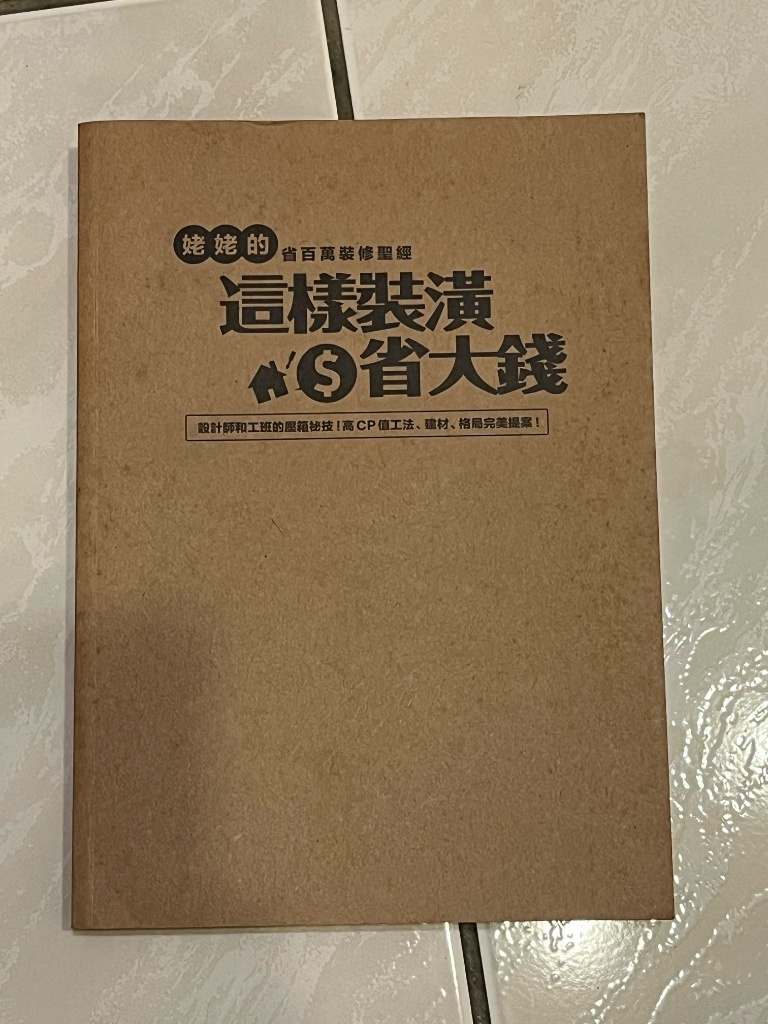 姥姥的 省百萬裝修聖經
這樣裝潢
$省大錢
設計師和工班的壓箱祕技！高CP值工法、建材、格局完美提案！